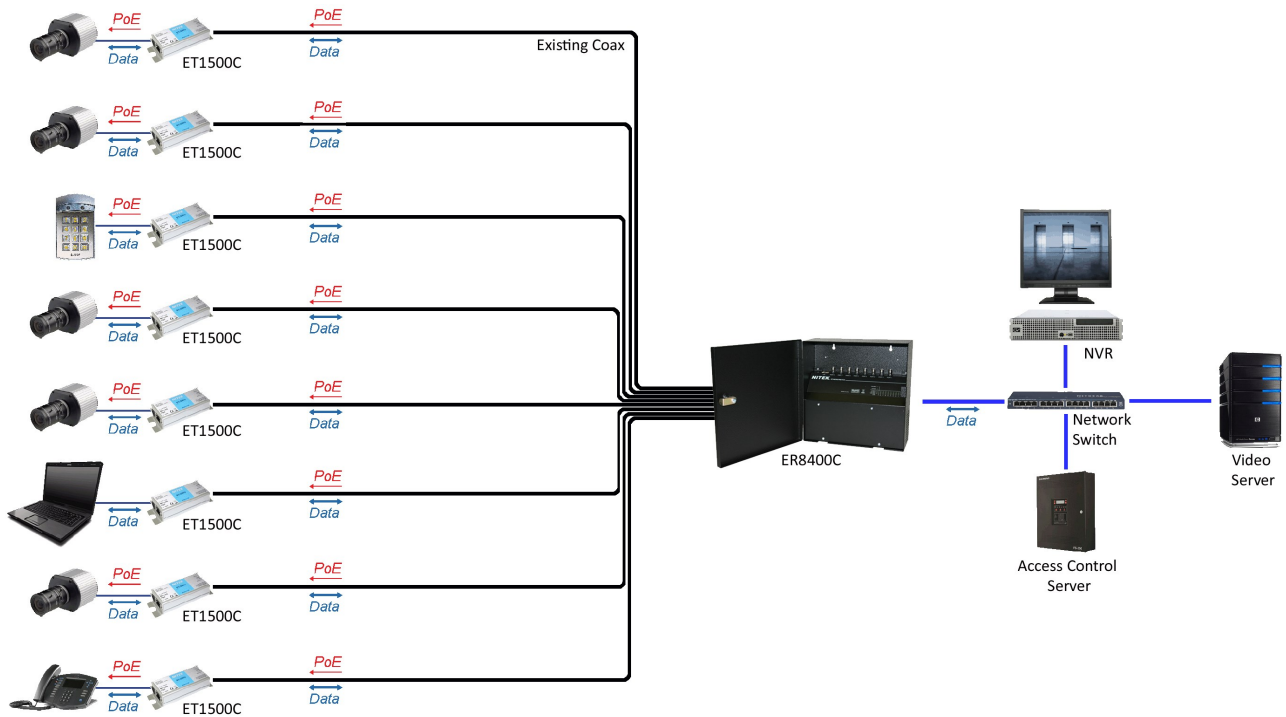 PoE
PoE
Data
Data
ET1500C
Existing Coax
PoE
PoE
Data
Data
ET1500C
PoE
PoE
Data
Data
ET1500C
PoE
PoE
Data
Data
ET1500C
NITEK
NVR
PoE
PoE
Data
Data
ET1500C
ER8400C
Data
Network
Switch
Video
Server
PoE
Data
Data
ET1500C
PoE
Access Control
Server
PoE
PoE
Data
Data
ET1500C
PoE
PoE
Data
Data
ET1500C